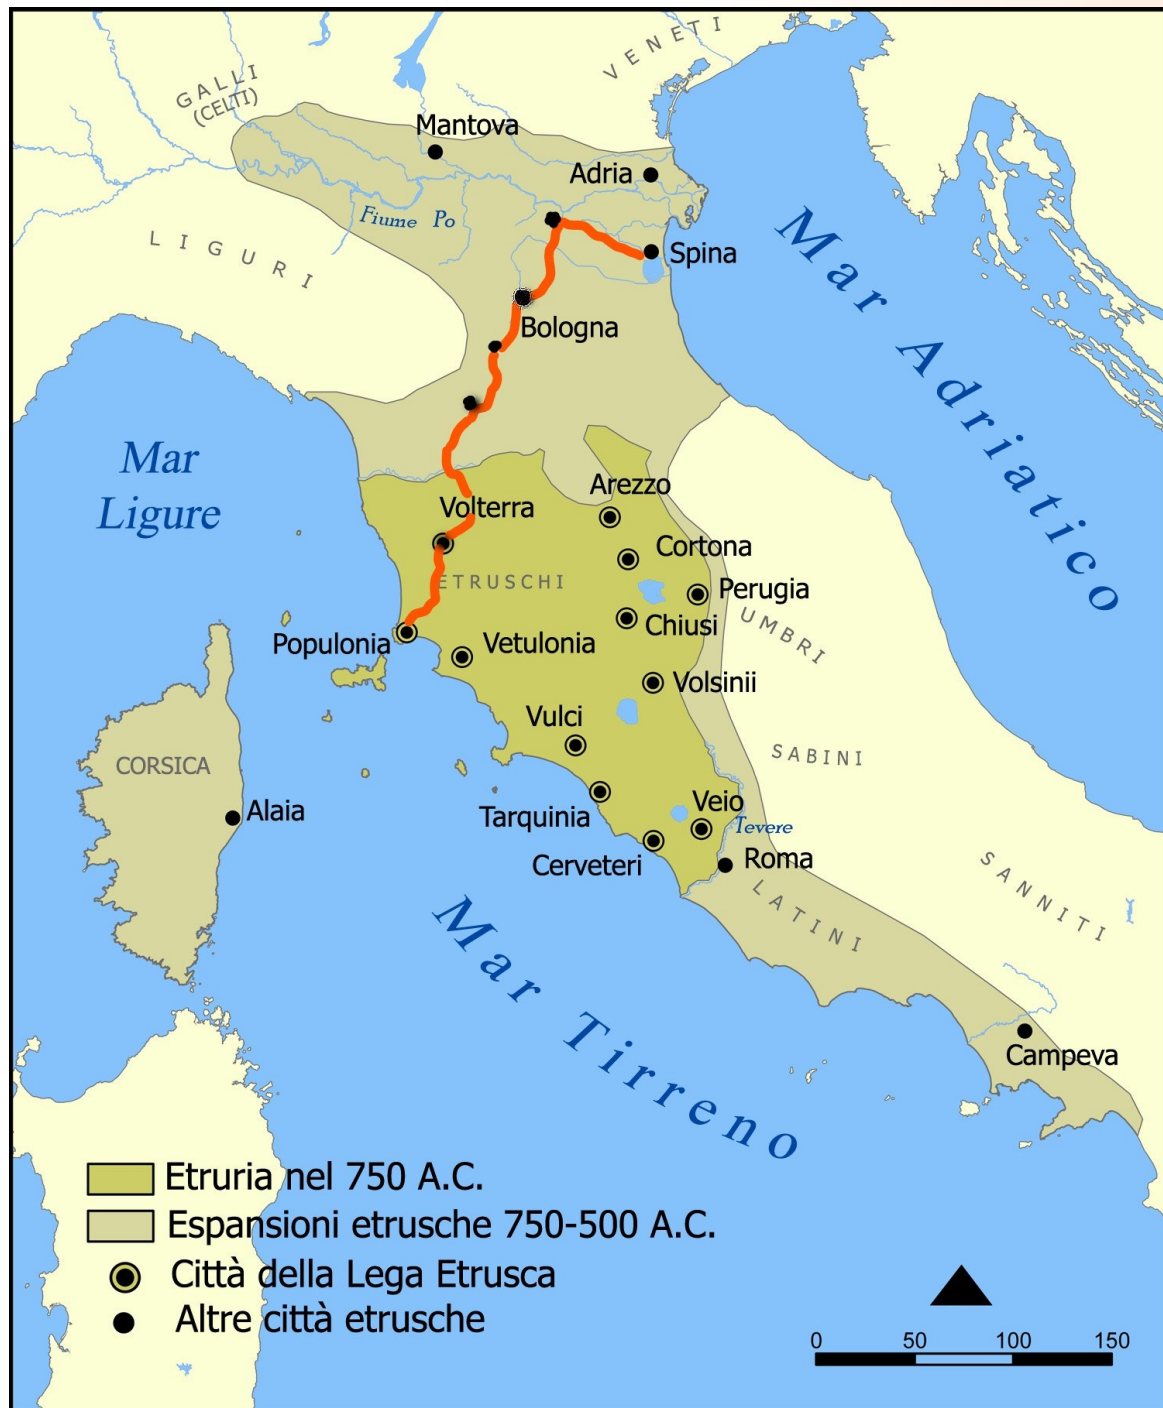 VENETI
GALLI
(CELTI)
Mantova
Adria
Fiume Po
Spina
LIGURI
Mar Adriatico
Bologna
Mar
Ligure
Arezzo
Volterra
Cortona
ETRUSCHI
Perugia
UMBRI
Chiusi
Populonia
Vetulonia
Volsinii
Vulci
SABINI
CORSICA
Alaia
Tarquinia
Veio
Tevere
Cerveteri
Roma
SANNITI
LATINI
Mar Tirreno
Campeva
Etruria nel 750 A.C.
Espansioni etrusche 750-500 A.C.
Città della Lega Etrusca
Altre città etrusche
0 50 100 150